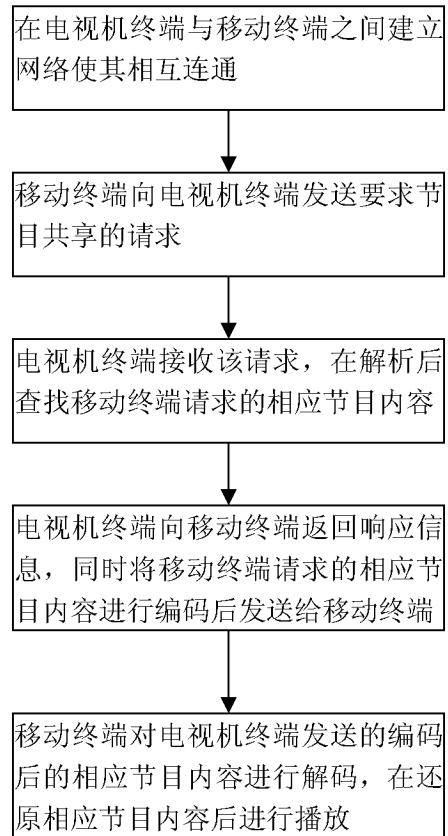 在电视机终端与移动终端之间建立
网络使其相互连通
移动终端向电视机终端发送要求节
目共享的请求
电视机终端接收该请求，在解析后
查找移动终端请求的相应节目内容
电视机终端向移动终端返回响应信
息，同时将移动终端请求的相应节
目内容进行编码后发送给移动终端
移动终端对电视机终端发送的编码
后的相应节目内容进行解码，在还
原相应节目内容后进行播放